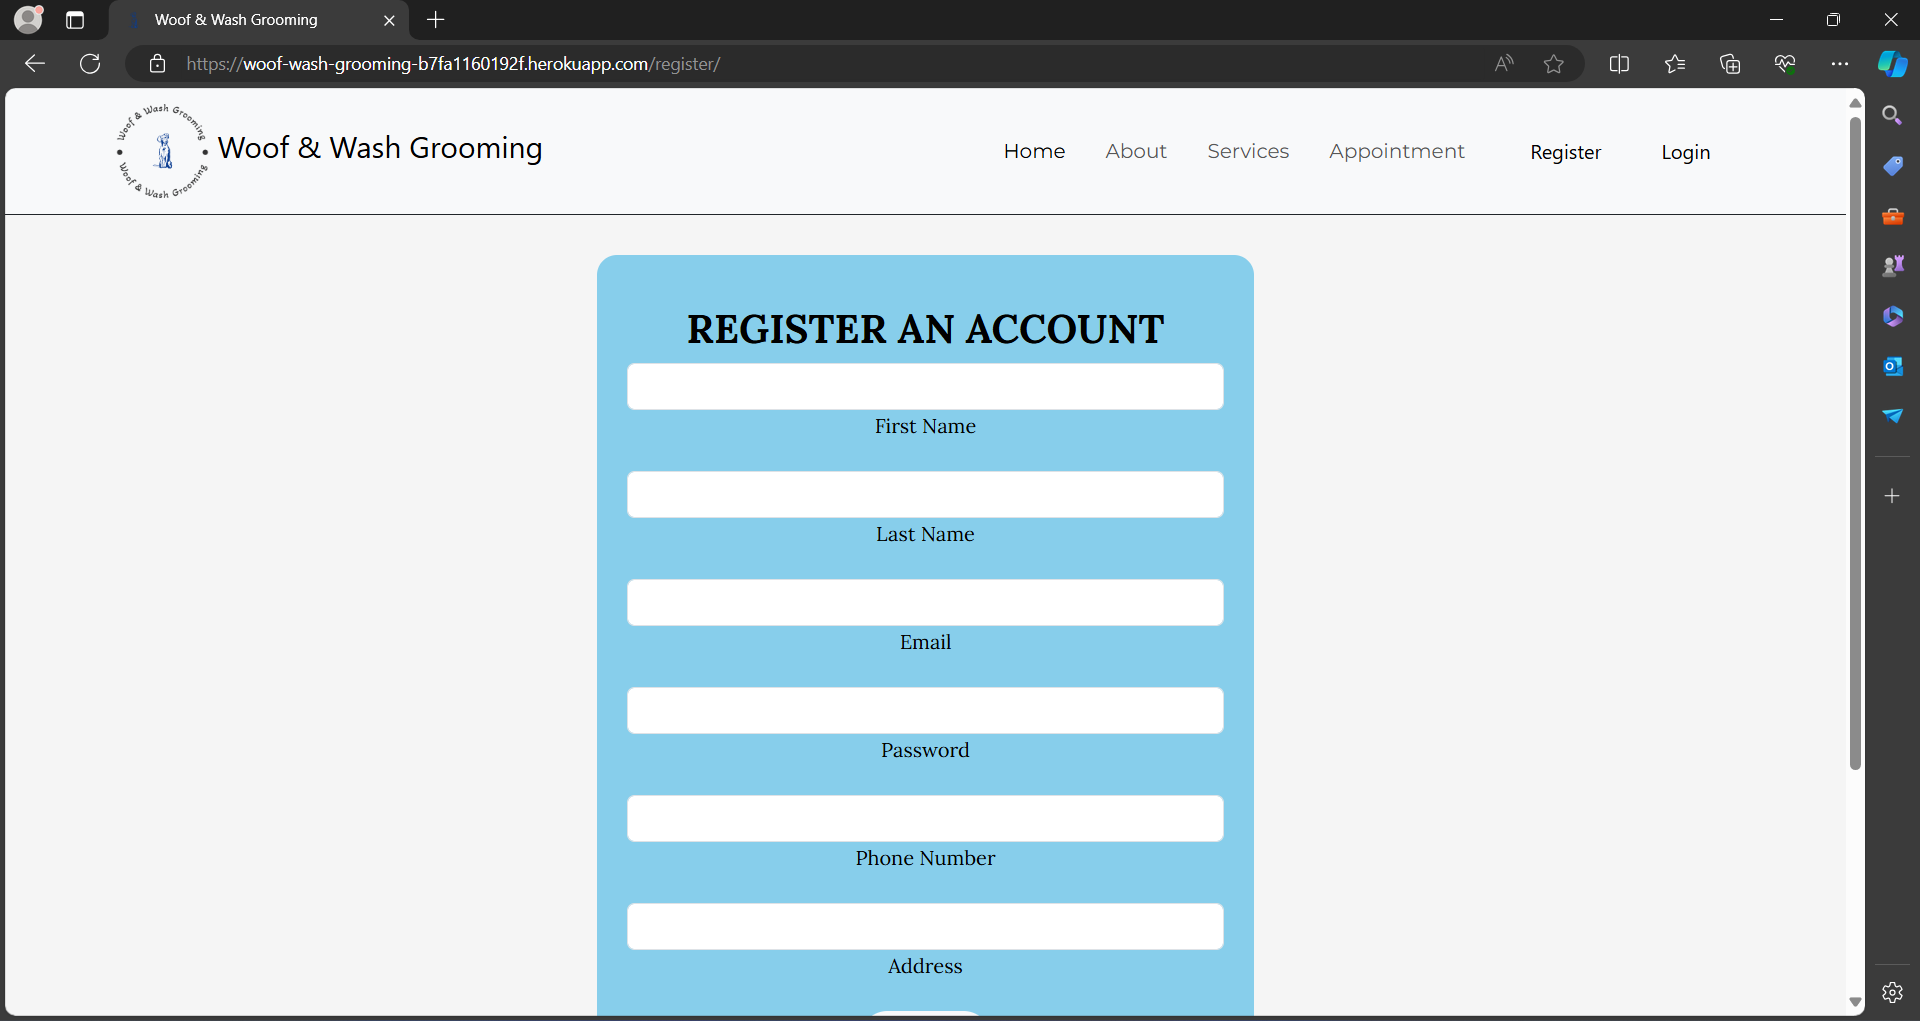 Woof & Wash Grooming
https://woof-wash-grooming-b7fa1160192f.herokuapp.com/register/
Woof & Wash Grooming
Woof & Wash Grooming
Woof & Wash Grooming
Home
About
Services
Appointment
Register
Login
REGISTER AN ACCOUNT
First Name
Last Name
Email
Password
Phone Number
Address